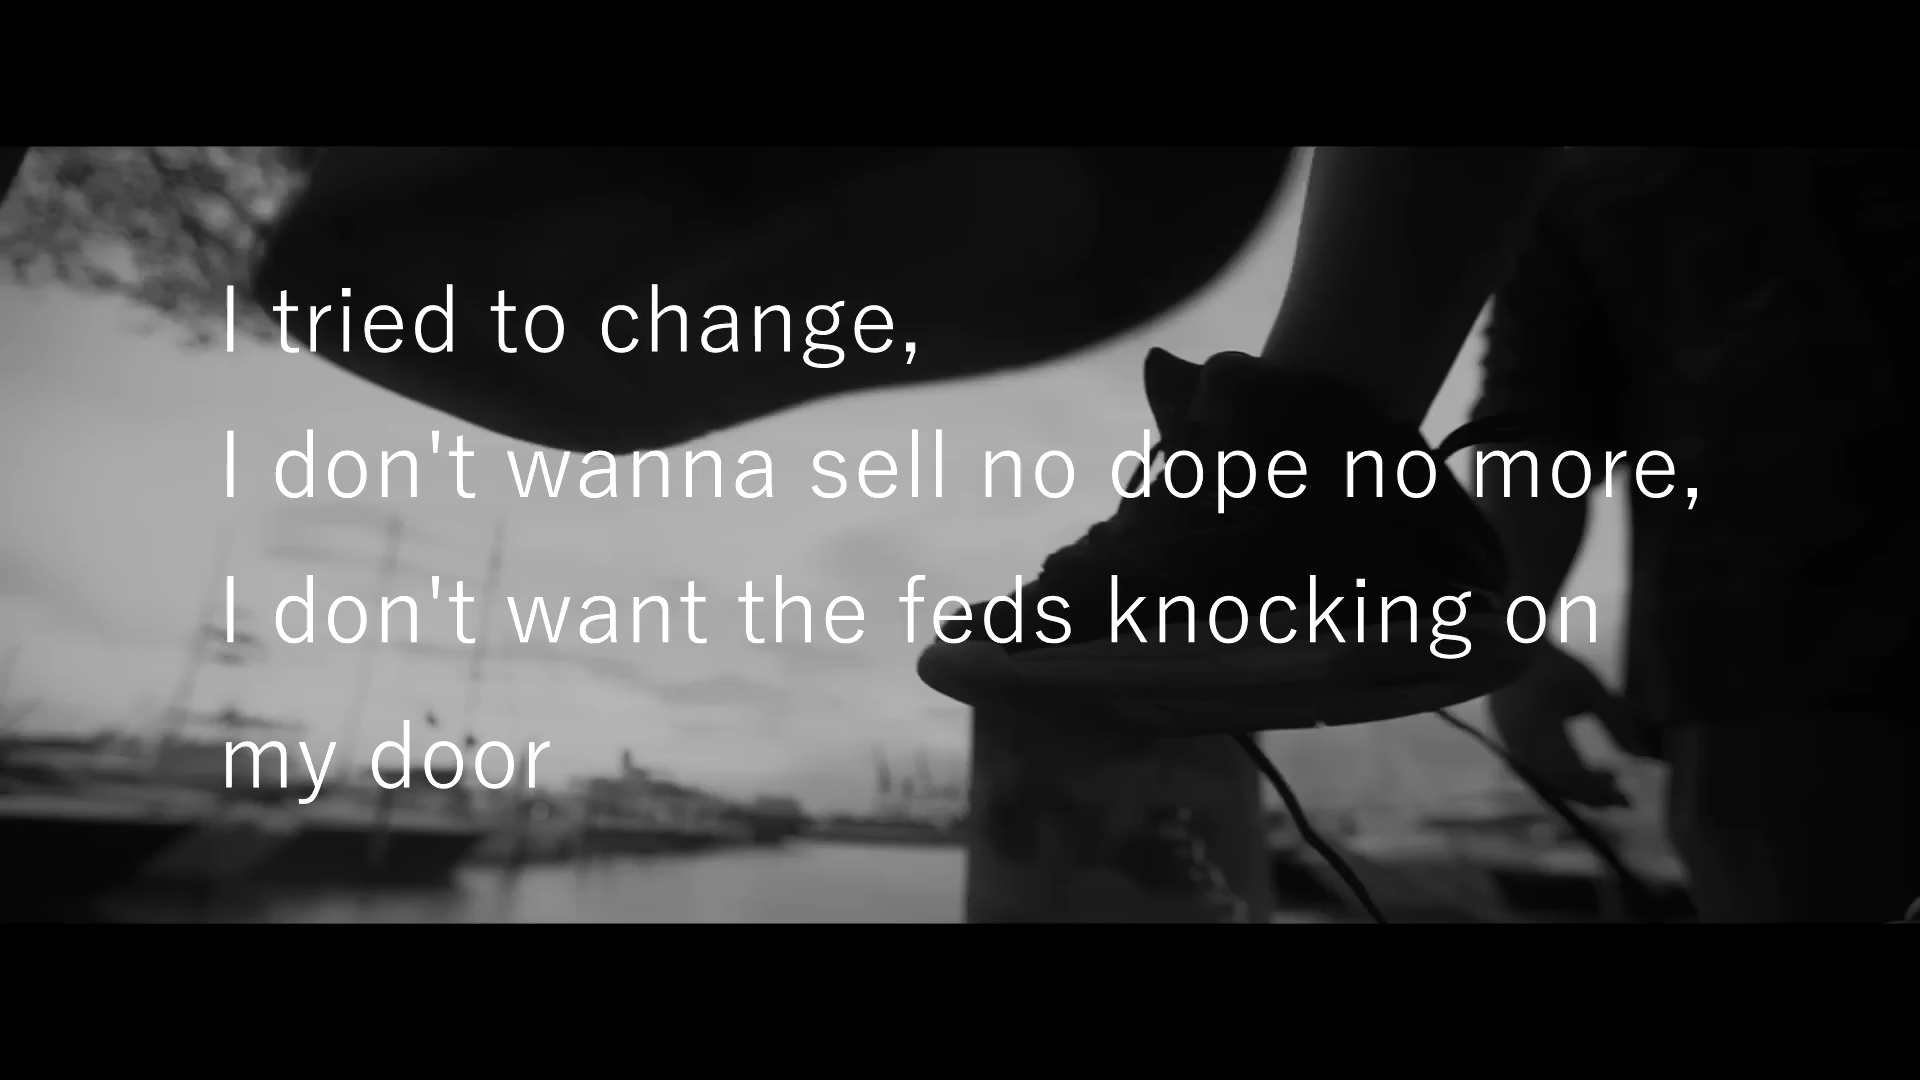 I tried to change,
I don't wanna sell no dope no more,
I don't want the feds knocking on
my door